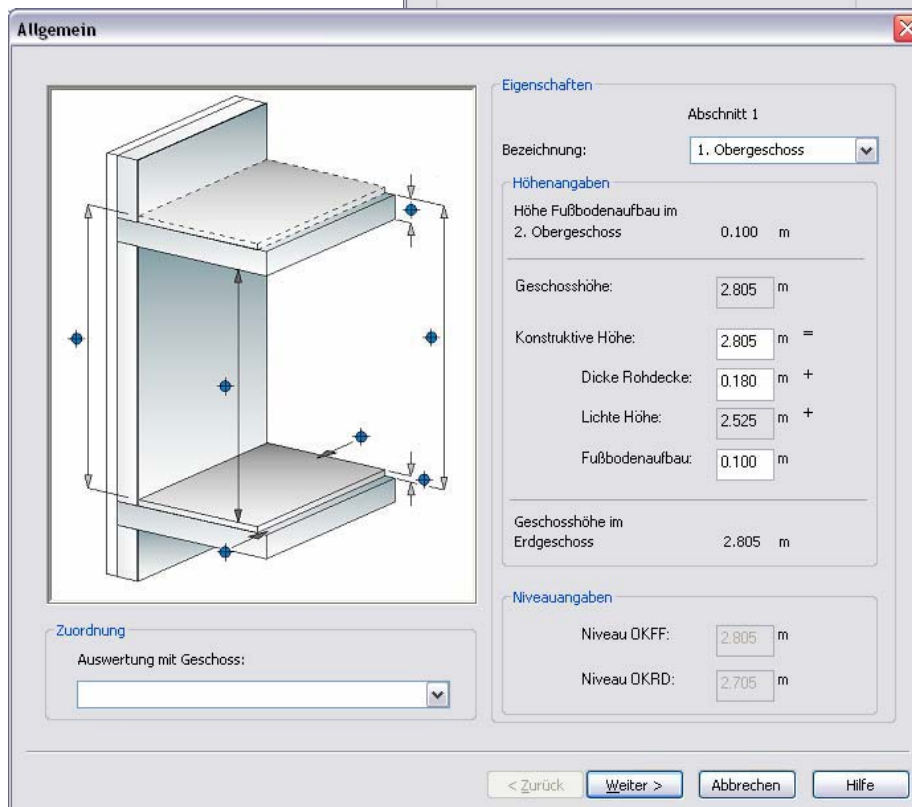 Allgemein
Eigenschaften
Abschnitt 1
Bezeichnung: 1. Obergeschoss
Höhenangaben
Höhe Fußbodenaufbau im
2. Obergeschoss 0.100 m
Geschosshöhe: 2.805 m
Konstruktive Höhe: 2.805 m =
Dicke Rohdecke: 0.180 m +
Lichte Höhe: 2.525 m +
Fußbodenaufbau: 0.100 m
Geschosshöhe im
Erdgeschoss 2.805 m
Niveauangaben
Niveau OKFF: 2.805 m
Niveau OKRD: 2.705 m
Zuordnung
Auswertung mit Geschoss:
< Zurück Weiter > Abbrechen Hilfe